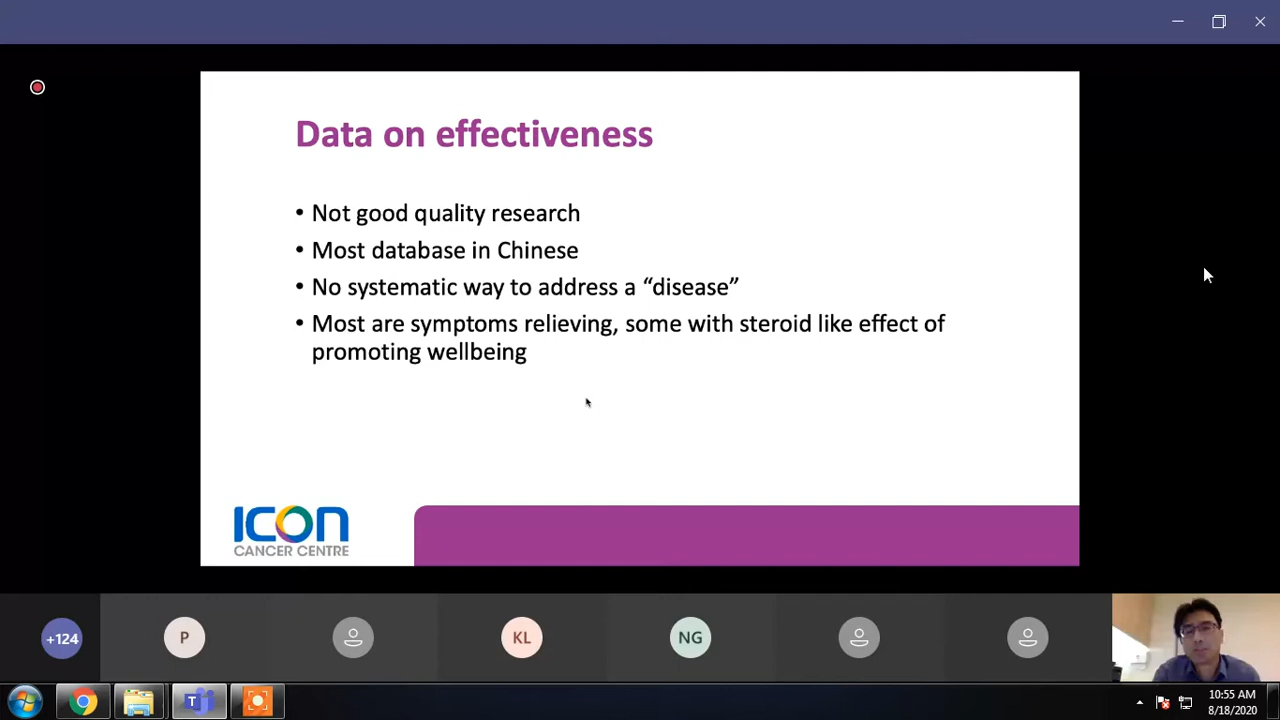 Data on effectiveness
• Not good quality research
• Most database in Chinese
• No systematic way to address a “disease”
• Most are symptoms relieving, some with steroid like effect of
promoting wellbeing
ICON
CANCER CENTRE
+124
P
KL
NG
10:55 AM
8/18/2020